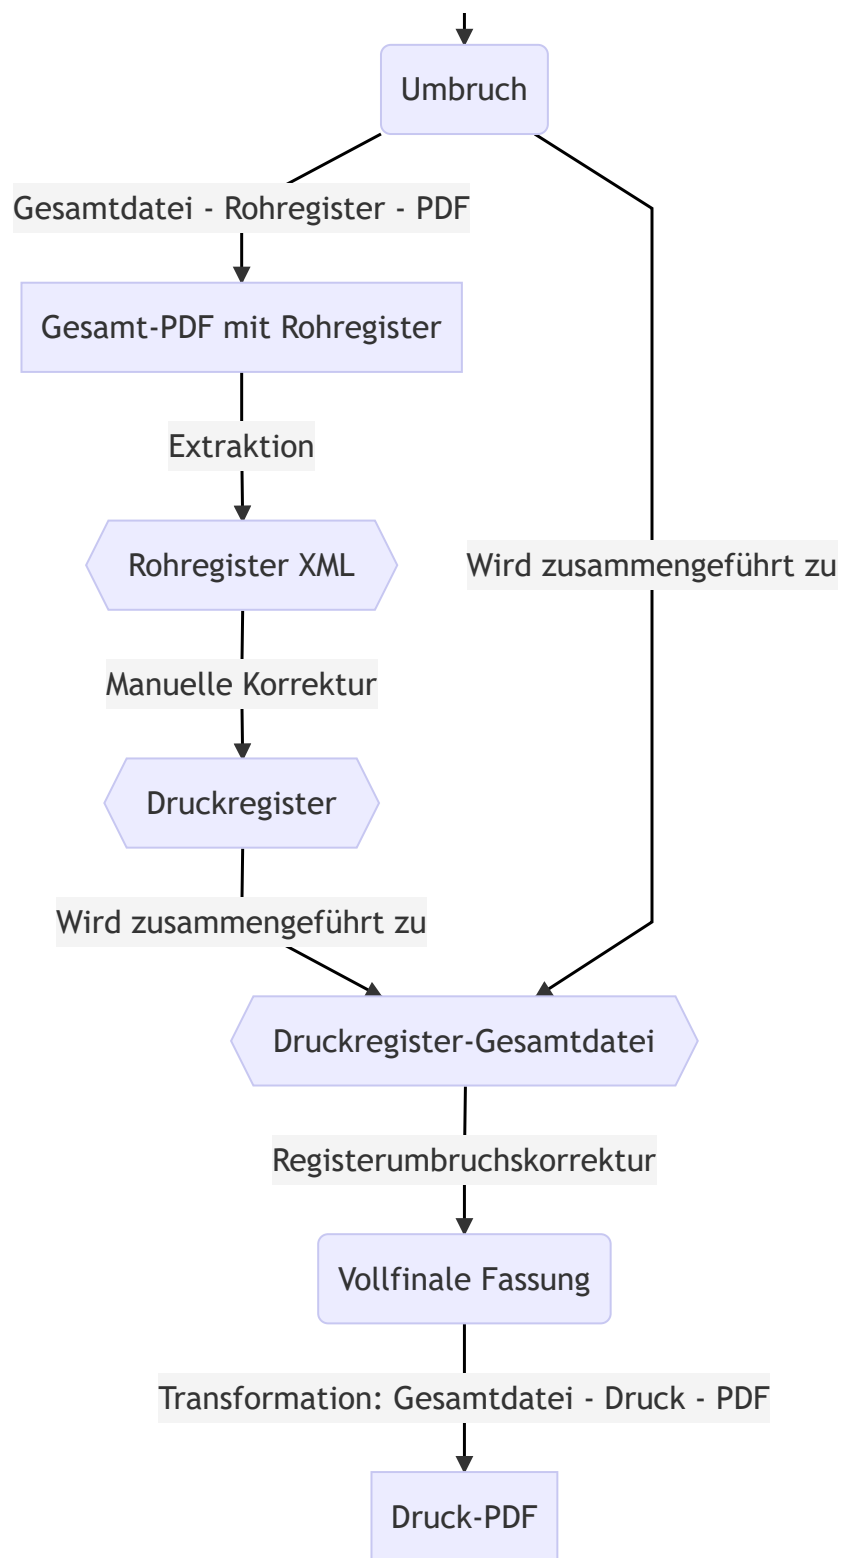 Umbruch
Gesamtdatei - Rohregister - PDF
Gesamt-PDF mit Rohregister
Extraktion
Rohregister XML
Wird zusammengeführt zu
Manuelle Korrektur
Druckregister
Wird zusammengeführt zu
Druckregister-Gesamtdatei
Registerumbruchskorrektur
Vollfinale Fassung
Transformation: Gesamtdatei - Druck - PDF
Druck-PDF